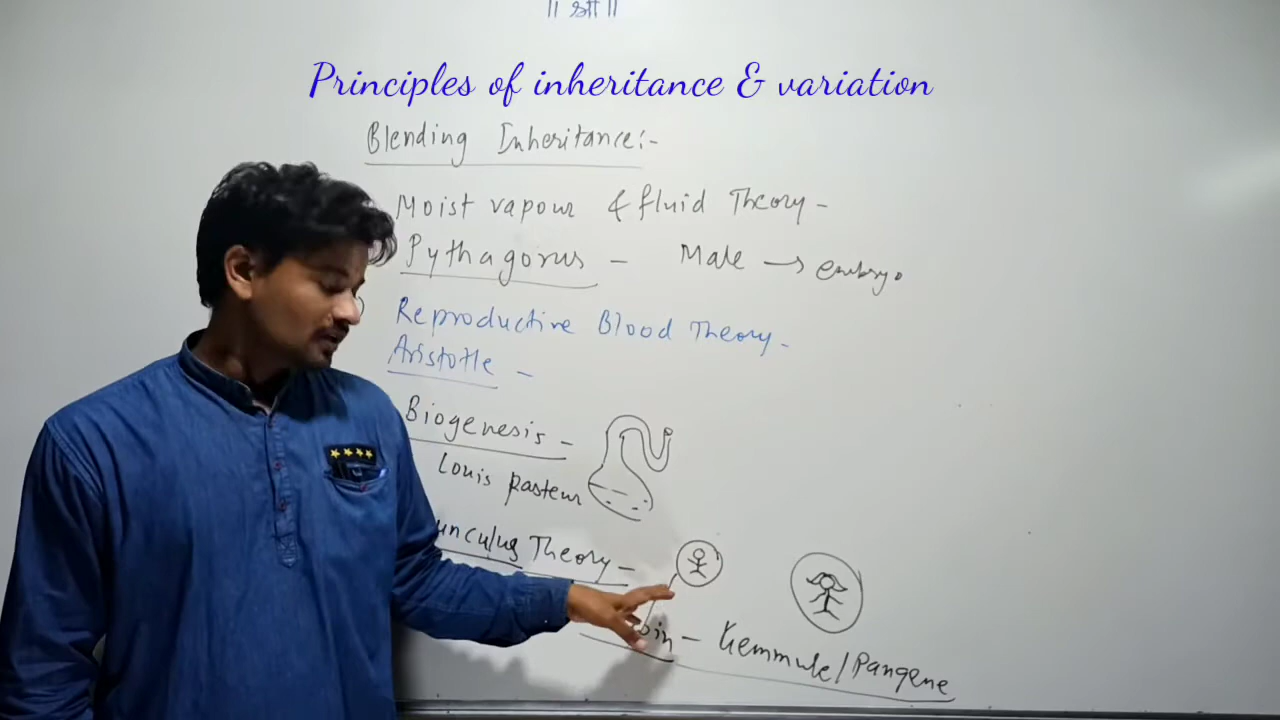 ॥ श्री ॥
Principles of inheritance & variation
Blending Inheritance:-
Moist vapour & fluid Theory -
Pythagorus - Male → embryo
Reproductive Blood Theory -
Aristotle -
Biogenesis -
Louis Pasteur
unculus Theory -
Gemmule/Pangene